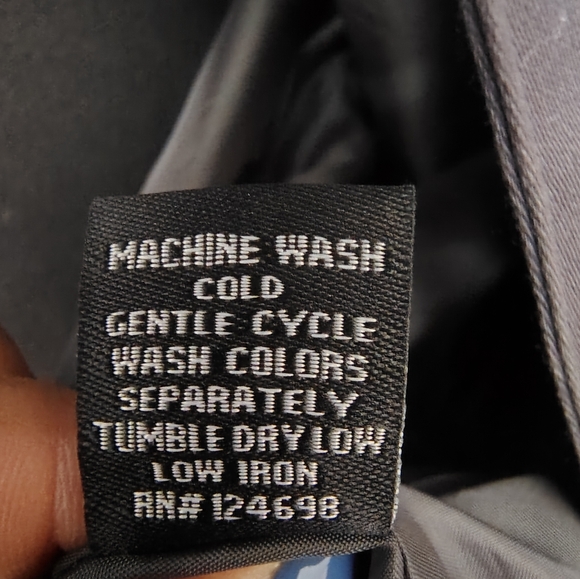 MACHINE WASH
COLD
GENTLE CYCLE
WASH COLORS
SEPARATELY
TUMBLE DRY LOW
LOW IRON
RN# 124698